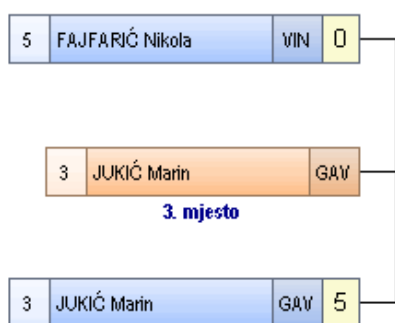 5 FAJFARIĆ Nikola VIN 0
3 JUKIĆ Marin GAV
3. mjesto
3 JUKIĆ Marin GAV 5